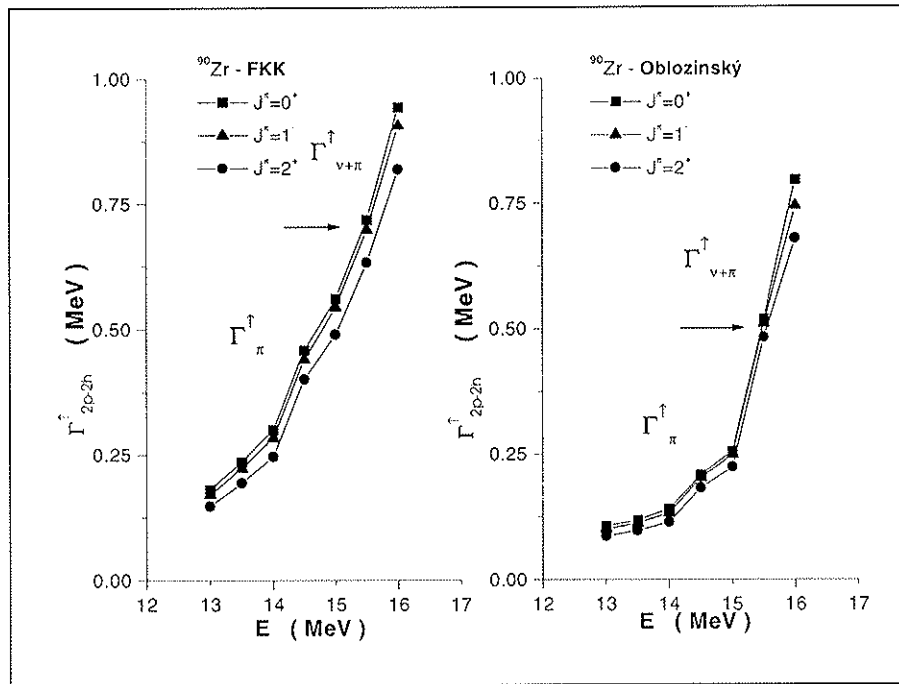 ⁹⁰Zr - FKK
J^π=0⁺
J^π=1⁻
J^π=2⁺
Γ↑ν+π
Γ↑π
Γ↑2p-2h (MeV)
1.00
0.75
0.50
0.25
0.00
12 13 14 15 16 17
E (MeV)
⁹⁰Zr - Oblozinský
J^π=0⁺
J^π=1⁻
J^π=2⁺
Γ↑ν+π
Γ↑π
Γ↑2p-2h (MeV)
1.00
0.75
0.50
0.25
0.00
12 13 14 15 16 17
E (MeV)